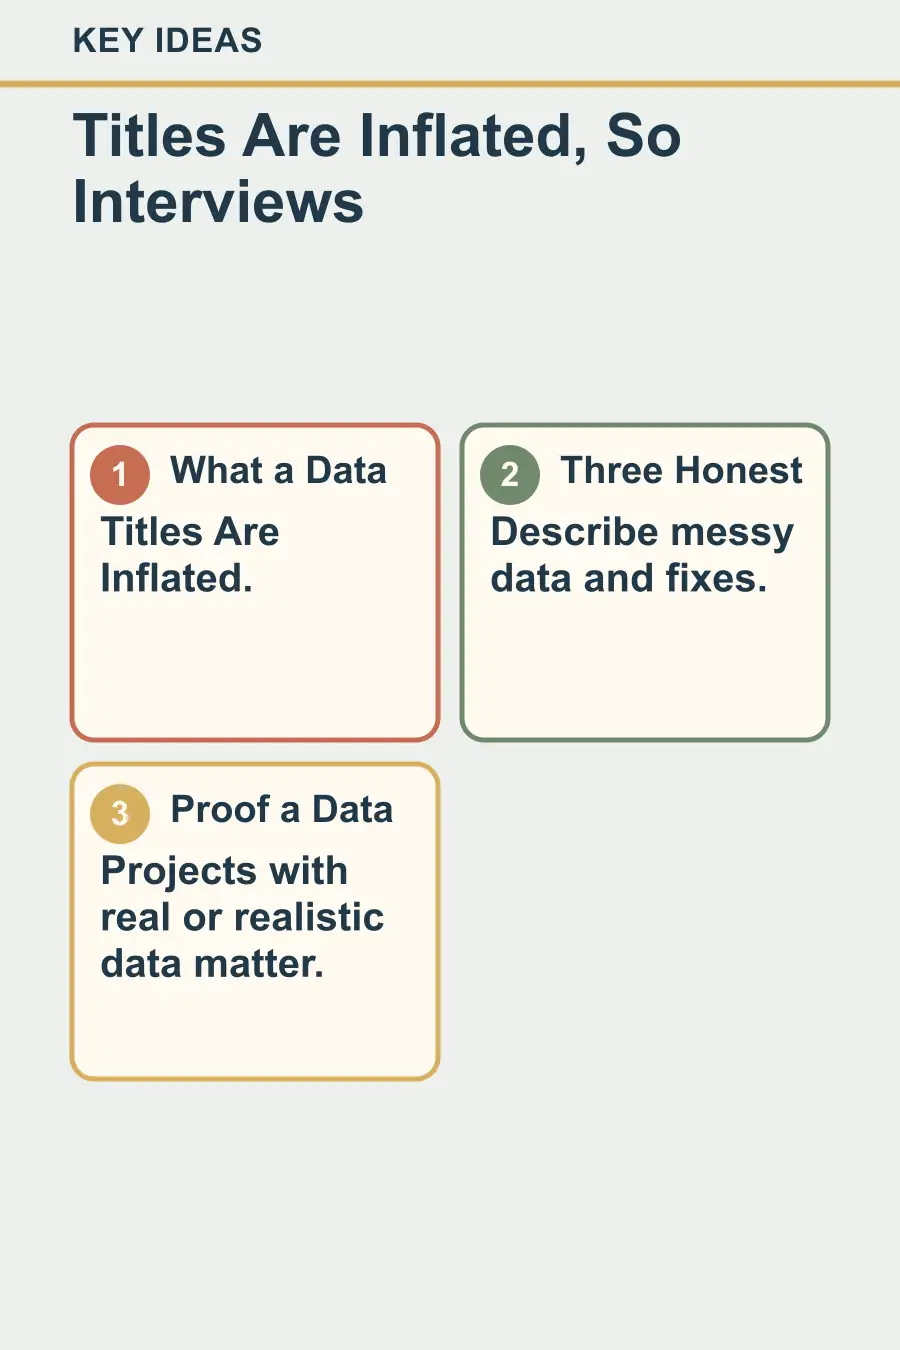 KEY IDEAS
Titles Are Inflated, So
Interviews
1 What a Data
Titles Are
Inflated.
2 Three Honest
Describe messy
data and fixes.
3 Proof a Data
Projects with
real or realistic
data matter.